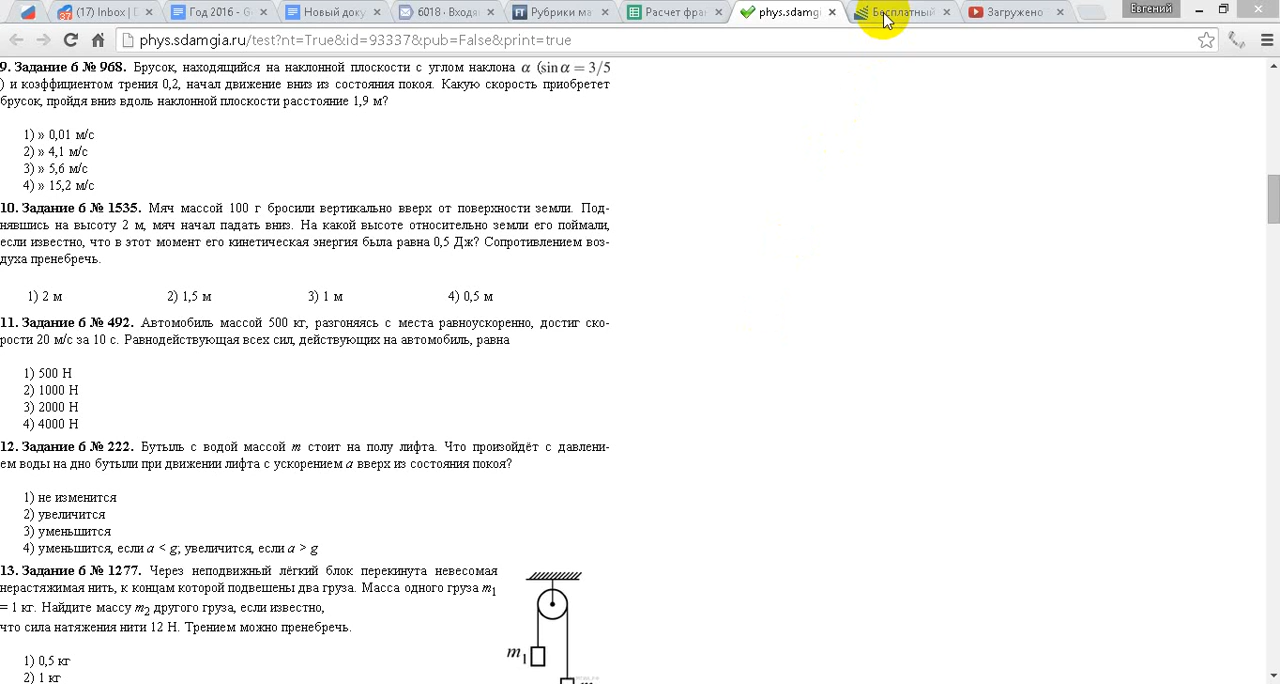 (17) Inbox | D
Год 2016 - G
Новый доку
6018 · Входя
Рубрики ма
Расчет фра
phys.sdamgi
Бесплатный
Загружено
Евгений
phys.sdamgia.ru/test?nt=True&id=93337&pub=False&print=true
9. Задание 6 № 968. Брусок, находящийся на наклонной плоскости с углом наклона α (sin α = 3/5
) и коэффициентом трения 0,2, начал движение вниз из состояния покоя. Какую скорость приобретет
брусок, пройдя вниз вдоль наклонной плоскости расстояние 1,9 м?
1) » 0,01 м/с
2) » 4,1 м/с
3) » 5,6 м/с
4) » 15,2 м/с
10. Задание 6 № 1535. Мяч массой 100 г бросили вертикально вверх от поверхности земли. Под-
нявшись на высоту 2 м, мяч начал падать вниз. На какой высоте относительно земли его поймали,
если известно, что в этот момент его кинетическая энергия была равна 0,5 Дж? Сопротивлением воз-
духа пренебречь.
1) 2 м 2) 1,5 м 3) 1 м 4) 0,5 м
11. Задание 6 № 492. Автомобиль массой 500 кг, разгоняясь с места равноускоренно, достиг ско-
рости 20 м/с за 10 с. Равнодействующая всех сил, действующих на автомобиль, равна
1) 500 Н
2) 1000 Н
3) 2000 Н
4) 4000 Н
12. Задание 6 № 222. Бутыль с водой массой m стоит на полу лифта. Что произойдёт с давлени-
ем воды на дно бутыли при движении лифта с ускорением a вверх из состояния покоя?
1) не изменится
2) увеличится
3) уменьшится
4) уменьшится, если a < g; увеличится, если a > g
13. Задание 6 № 1277. Через неподвижный лёгкий блок перекинута невесомая
нерастяжимая нить, к концам которой подвешены два груза. Масса одного груза m1
= 1 кг. Найдите массу m2 другого груза, если известно,
что сила натяжения нити 12 Н. Трением можно пренебречь.
m1
1) 0,5 кг
2) 1 кг